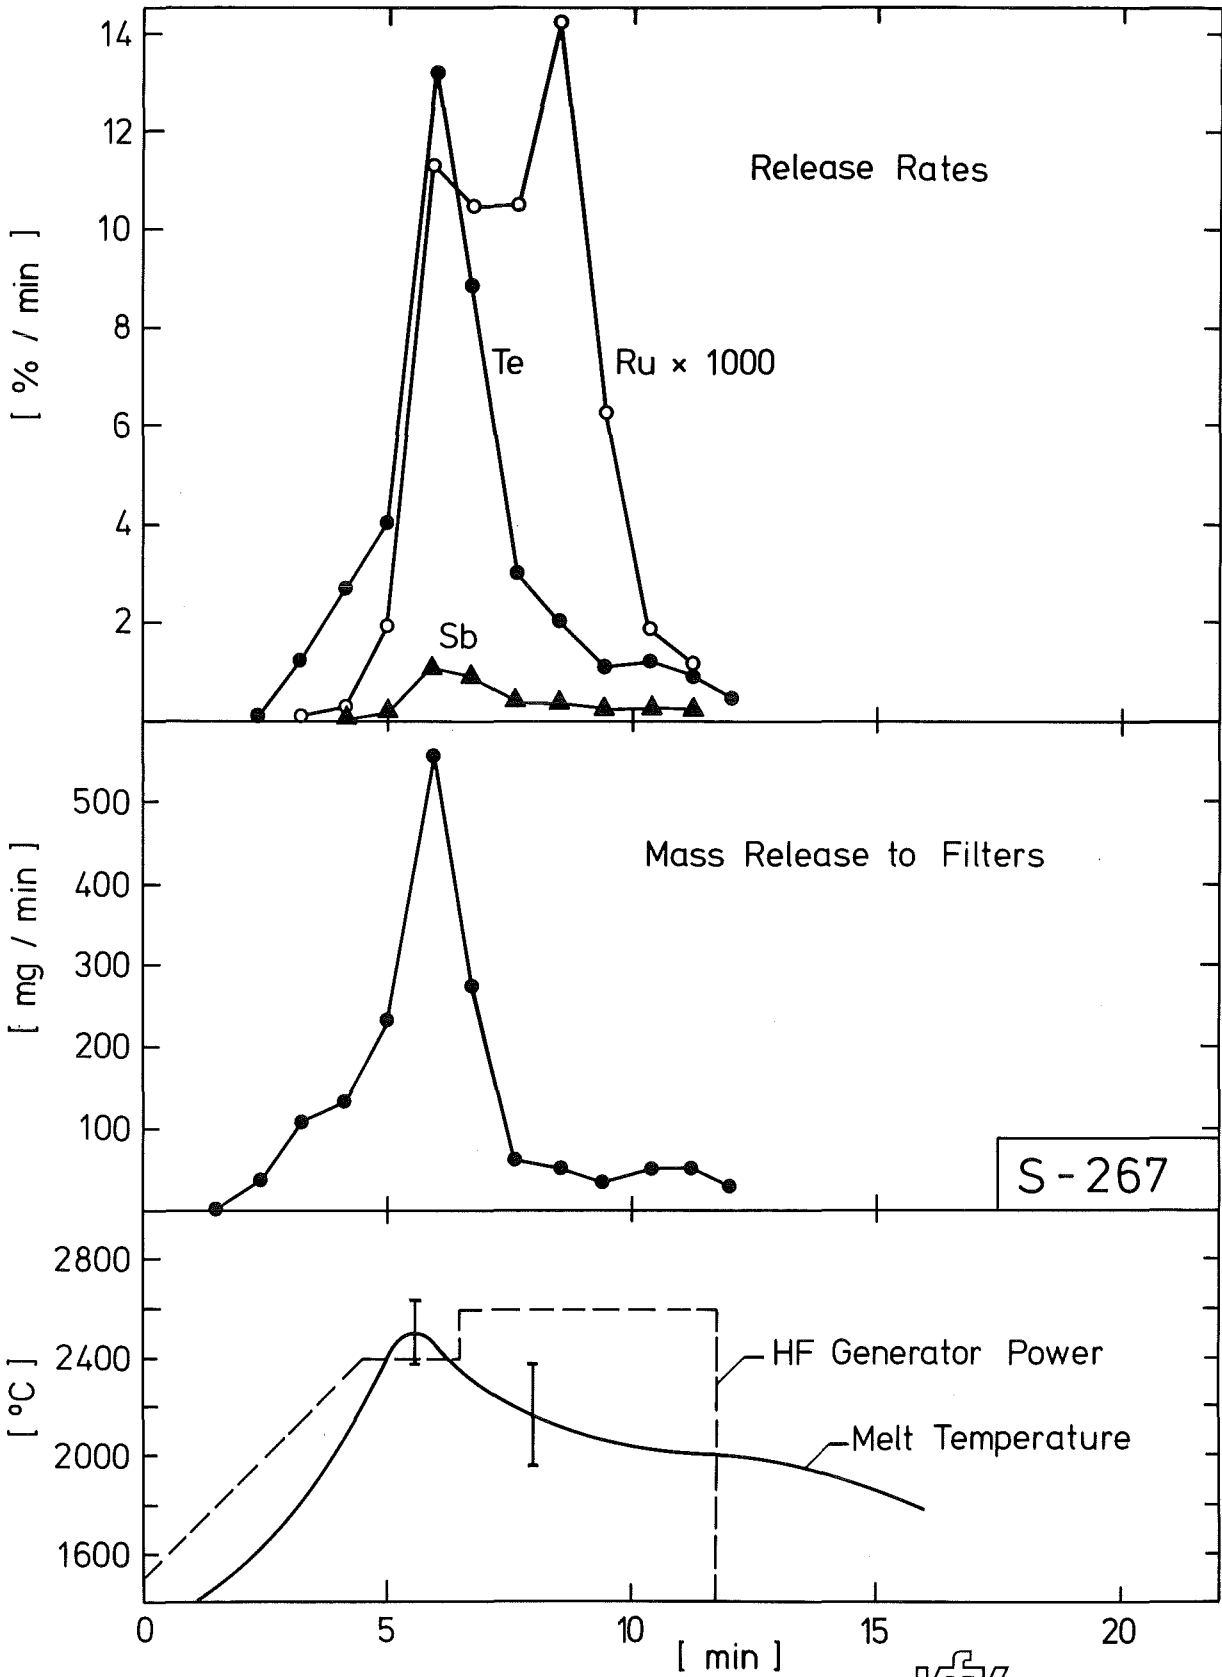 14
12
Release Rates
10
[ % / min ]
8
Te
Ru × 1000
6
4
2
Sb
500
Mass Release to Filters
400
[ mg / min ]
300
200
100
S - 267
2800
2400
HF Generator Power
[ °C ]
Melt Temperature
2000
1600
0 5 10 15 20
[ min ]